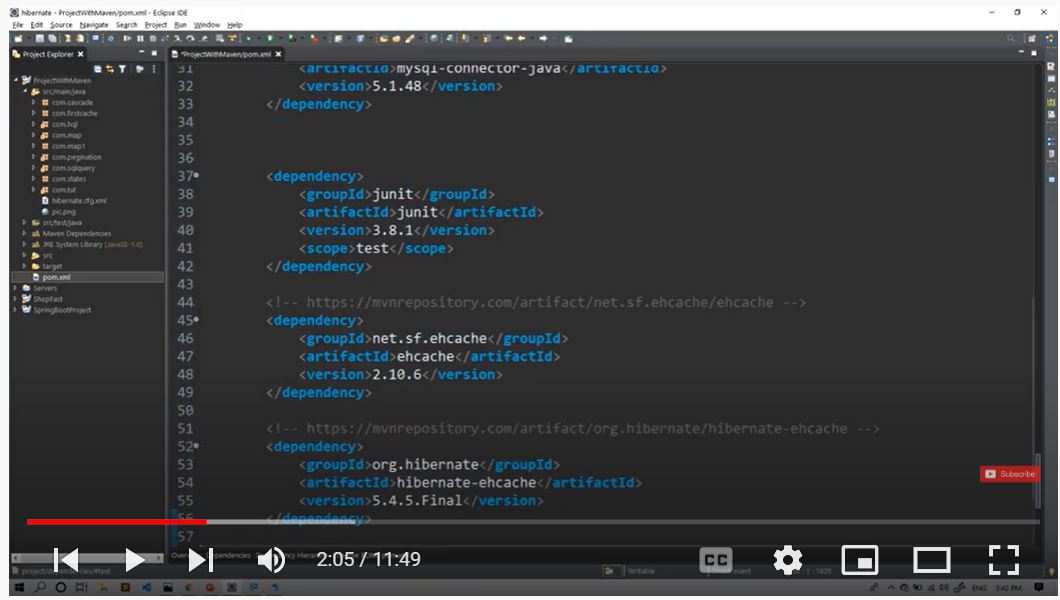 hibernate - ProjectWithMaven/pom.xml - Eclipse IDE
File Edit Source Navigate Search Project Run Window Help
Project Explorer
*ProjectWithMaven/pom.xml
ProjectWithMaven
src/main/java
com.cascade
com.firstcache
com.hql
com.map
com.map1
com.pegination
com.sqlquery
com.states
com.tut
hibernate.cfg.xml
pic.png
src/test/java
Maven Dependencies
JRE System Library [JavaSE-1.8]
src
target
pom.xml
Servers
ShopFast
SpringBootProject
31 <artifactId>mysql-connector-java</artifactId>
32 <version>5.1.48</version>
33 </dependency>
34
35
36
37 <dependency>
38 <groupId>junit</groupId>
39 <artifactId>junit</artifactId>
40 <version>3.8.1</version>
41 <scope>test</scope>
42 </dependency>
43
44 <!-- https://mvnrepository.com/artifact/net.sf.ehcache/ehcache -->
45 <dependency>
46 <groupId>net.sf.ehcache</groupId>
47 <artifactId>ehcache</artifactId>
48 <version>2.10.6</version>
49 </dependency>
50
51 <!-- https://mvnrepository.com/artifact/org.hibernate/hibernate-ehcache -->
52 <dependency>
53 <groupId>org.hibernate</groupId>
54 <artifactId>hibernate-ehcache</artifactId>
55 <version>5.4.5.Final</version>
56 </dependency>
57
Subscribe
2:05 / 11:49
CC
Writable
ENG 5:42 PM